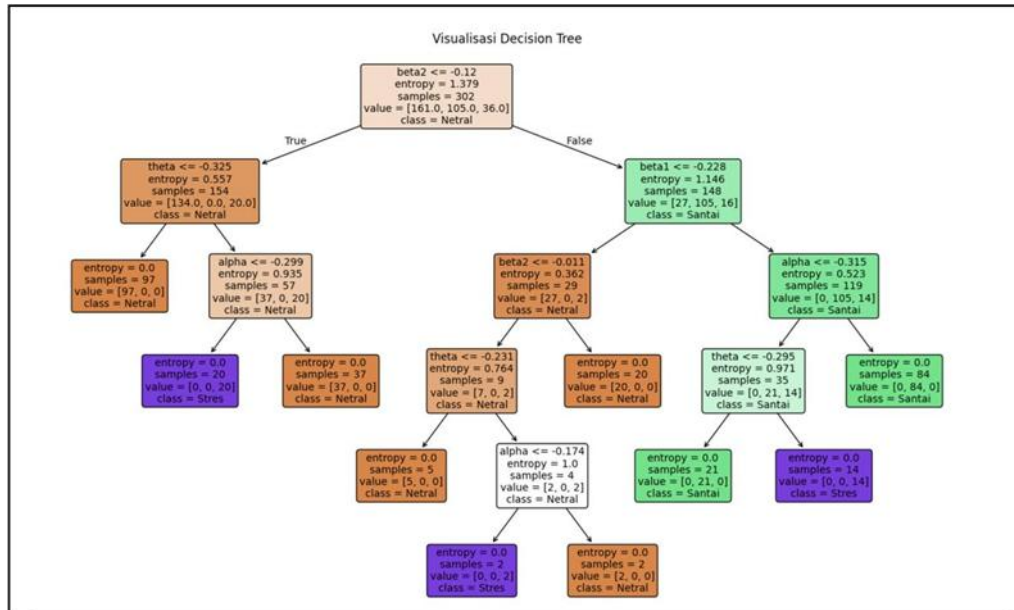 Visualisasi Decision Tree
beta2 <= -0.12
entropy = 1.379
samples = 302
value = [161.0, 105.0, 36.0]
class = Netral
True
False
theta <= -0.325
entropy = 0.557
samples = 154
value = [134.0, 0.0, 20.0]
class = Netral
beta1 <= -0.228
entropy = 1.146
samples = 148
value = [27, 105, 16]
class = Santai
entropy = 0.0
samples = 97
value = [97, 0, 0]
class = Netral
alpha <= -0.299
entropy = 0.935
samples = 57
value = [37, 0, 20]
class = Netral
beta2 <= -0.011
entropy = 0.362
samples = 29
value = [27, 0, 2]
class = Netral
alpha <= -0.315
entropy = 0.523
samples = 119
value = [0, 105, 14]
class = Santai
entropy = 0.0
samples = 20
value = [0, 0, 20]
class = Stres
entropy = 0.0
samples = 37
value = [37, 0, 0]
class = Netral
theta <= -0.231
entropy = 0.764
samples = 9
value = [7, 0, 2]
class = Netral
entropy = 0.0
samples = 20
value = [20, 0, 0]
class = Netral
theta <= -0.295
entropy = 0.971
samples = 35
value = [0, 21, 14]
class = Santai
entropy = 0.0
samples = 84
value = [0, 84, 0]
class = Santai
entropy = 0.0
samples = 5
value = [5, 0, 0]
class = Netral
alpha <= -0.174
entropy = 1.0
samples = 4
value = [2, 0, 2]
class = Netral
entropy = 0.0
samples = 21
value = [0, 21, 0]
class = Santai
entropy = 0.0
samples = 14
value = [0, 0, 14]
class = Stres
entropy = 0.0
samples = 2
value = [0, 0, 2]
class = Stres
entropy = 0.0
samples = 2
value = [2, 0, 0]
class = Netral